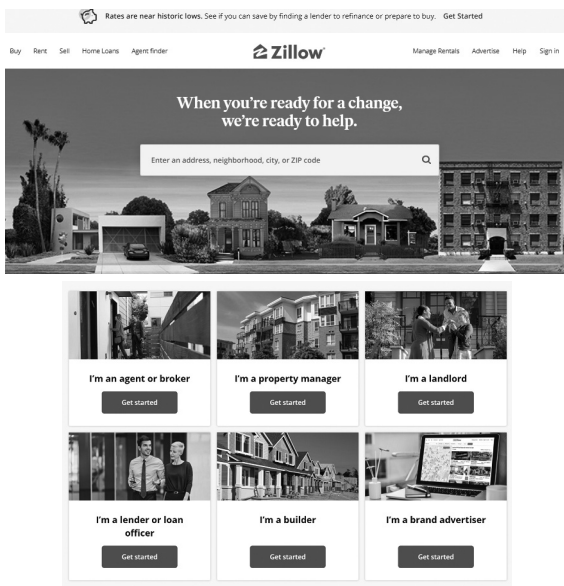 Rates are near historic lows. See if you can save by finding a lender to refinance or prepare to buy. Get Started
Buy Rent Sell Home Loans Agent finder Zillow Manage Rentals Advertise Help Sign in
When you're ready for a change,
we're ready to help.
Enter an address, neighborhood, city, or ZIP code
I'm an agent or broker
Get started
I'm a property manager
Get started
I'm a landlord
Get started
I'm a lender or loan
officer
Get started
I'm a builder
Get started
I'm a brand advertiser
Get started